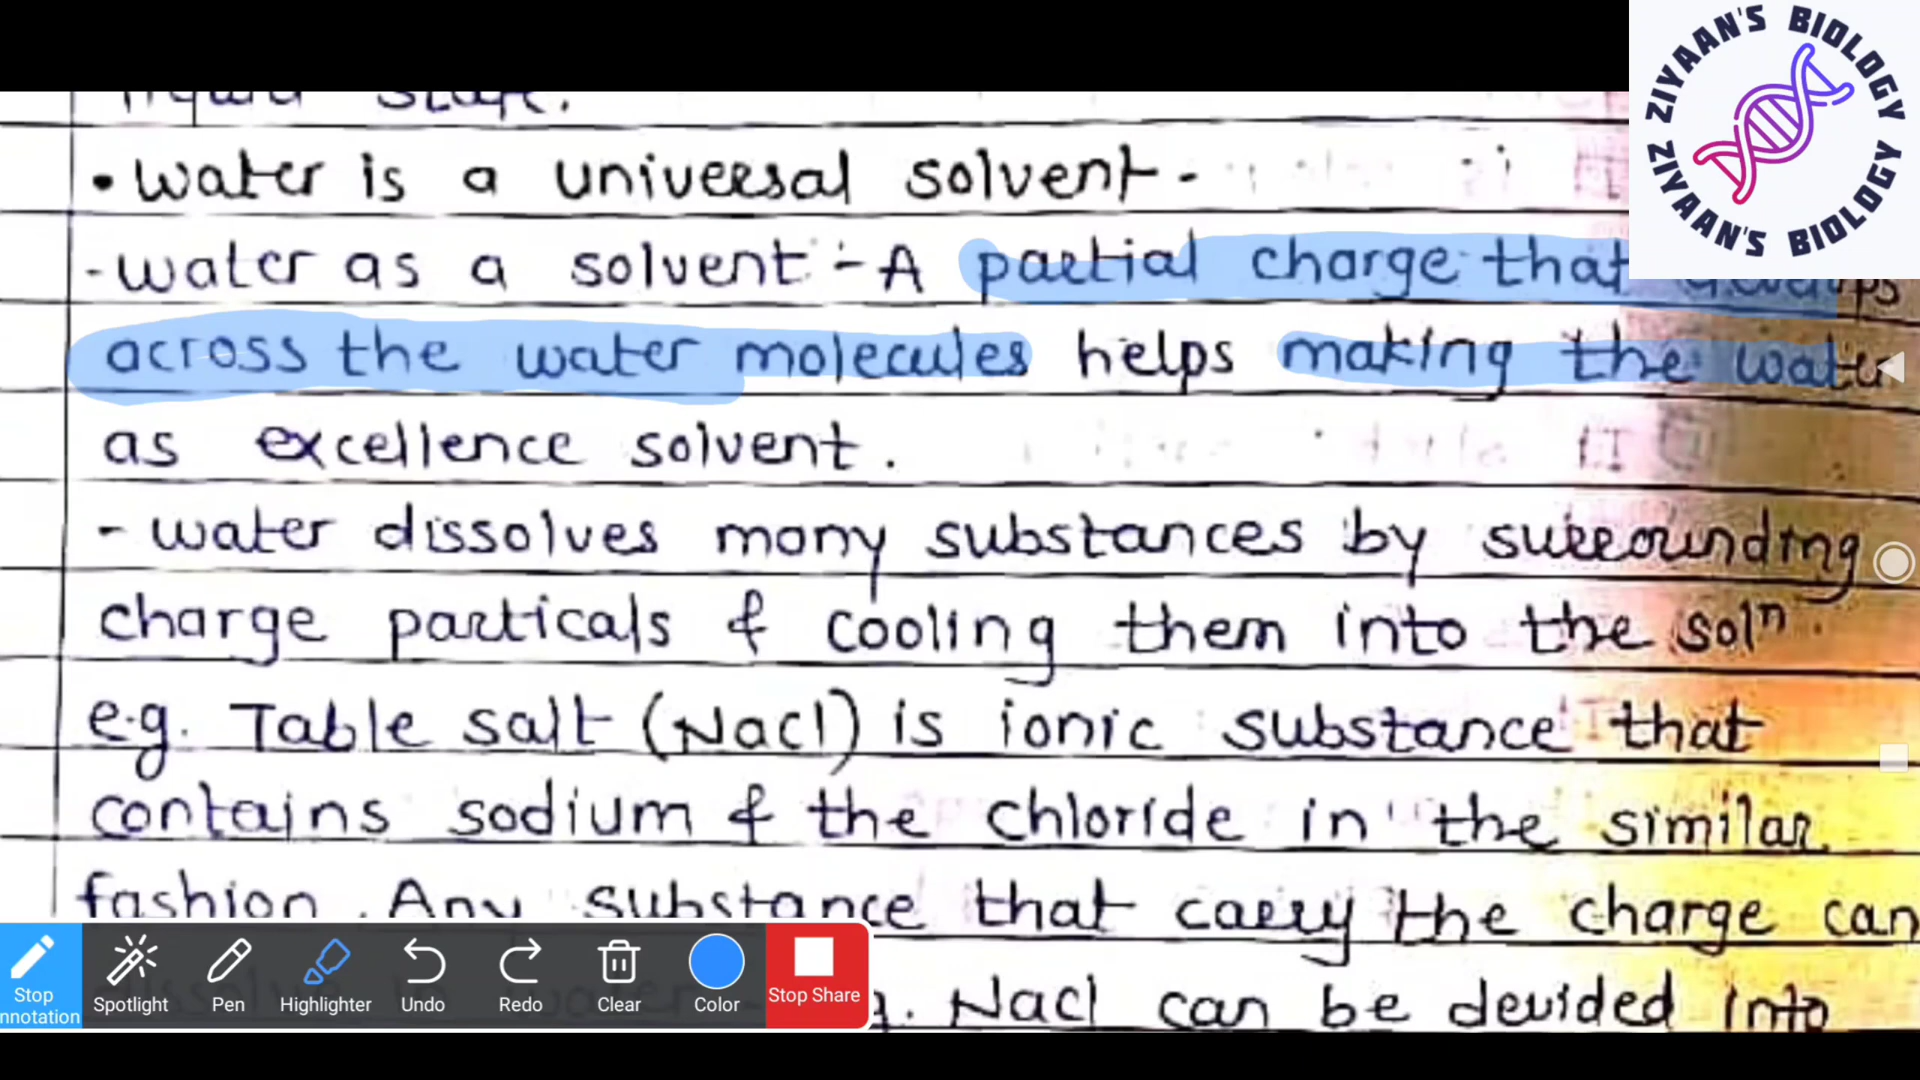 liquid state.
• water is a universal solvent -
- water as a solvent :- A partial charge that develops
across the water molecules helps making the water
as excellence solvent.
- water dissolves many substances by surrounding
charge particals & cooling them into the solⁿ.
e.g. Table salt (Nacl) is ionic substance that
contains sodium & the chloride in the similar
fashion. Any substance that carry the charge can
g. Nacl can be devided into
ZIYAAN'S BIOLOGY
ZIYAAN'S BIOLOGY
Stop
nnotation
Spotlight
Pen
Highlighter
Undo
Redo
Clear
Color
Stop Share